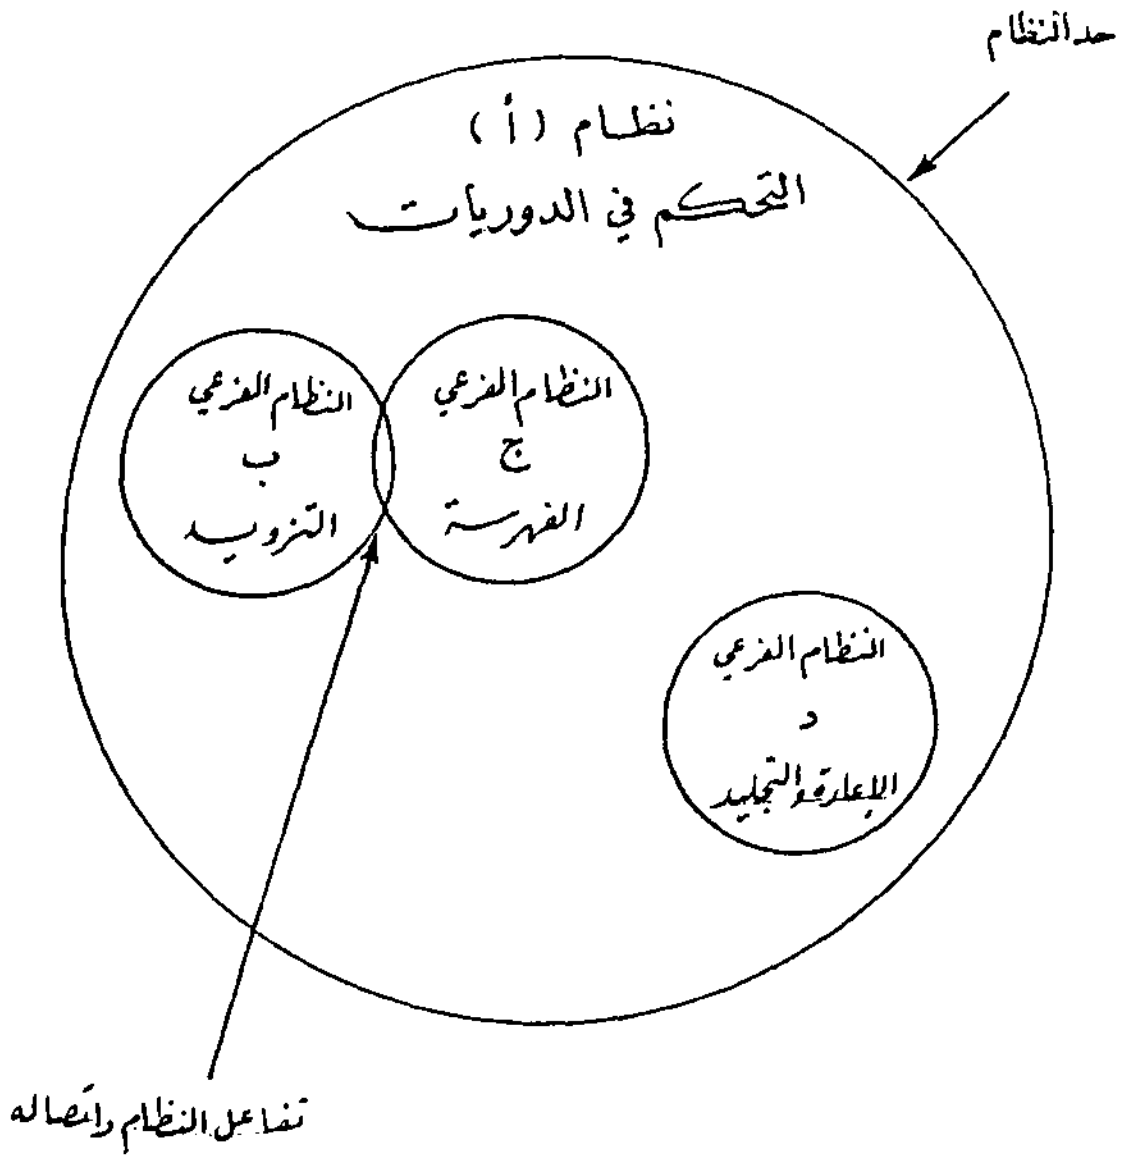 حد النظام
نظام (أ)
التحكم في الدوريات
النظام الفرعي
ج
الفهرسة
النظام الفرعي
ب
التزويد
النظام الفرعي
د
الإعارة والتجليد
تفاعل النظام واتصاله